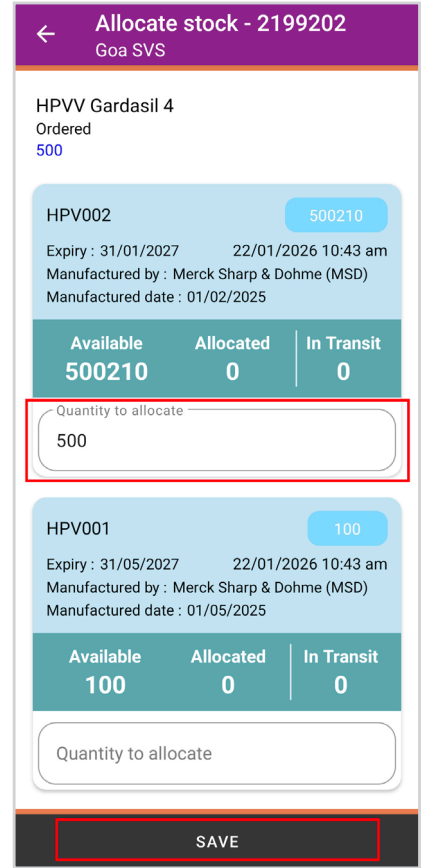 Allocate stock - 2199202
Goa SVS
HPVV Gardasil 4
Ordered
500
HPV002 500210
Expiry : 31/01/2027 22/01/2026 10:43 am
Manufactured by : Merck Sharp & Dohme (MSD)
Manufactured date : 01/02/2025
Available Allocated In Transit
500210 0 0
Quantity to allocate
500
HPV001 100
Expiry : 31/05/2027 22/01/2026 10:43 am
Manufactured by : Merck Sharp & Dohme (MSD)
Manufactured date : 01/05/2025
Available Allocated In Transit
100 0 0
Quantity to allocate
SAVE